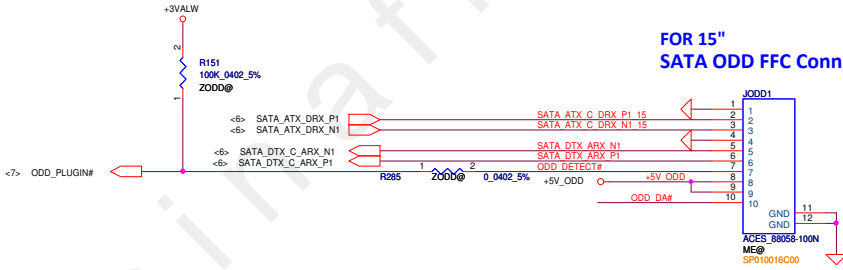 +3VALW
FOR 15"
SATA ODD FFC Conn
2
R151
100K_0402_5%
ZODD@
1
JODD1
<6> SATA_ATX_DRX_P1 SATA_ATX_C_DRX_P1_15
<6> SATA_ATX_DRX_N1 SATA_ATX_C_DRX_N1_15
<6> SATA_DTX_C_ARX_N1 SATA_DTX_ARX_N1
<6> SATA_DTX_C_ARX_P1 SATA_DTX_ARX_P1
<7> ODD_PLUGIN# 1 2 ODD_DETECT#
R285 ZODD@ 0_0402_5%
+5V_ODD +5V_ODD
ODD_DA#
1 1
2 2
3 3
4 4
5 5
6 6
7 7
8 8
9 9
10 10
GND 11
GND 12
ACES_88058-100N
ME@
SP010016C00